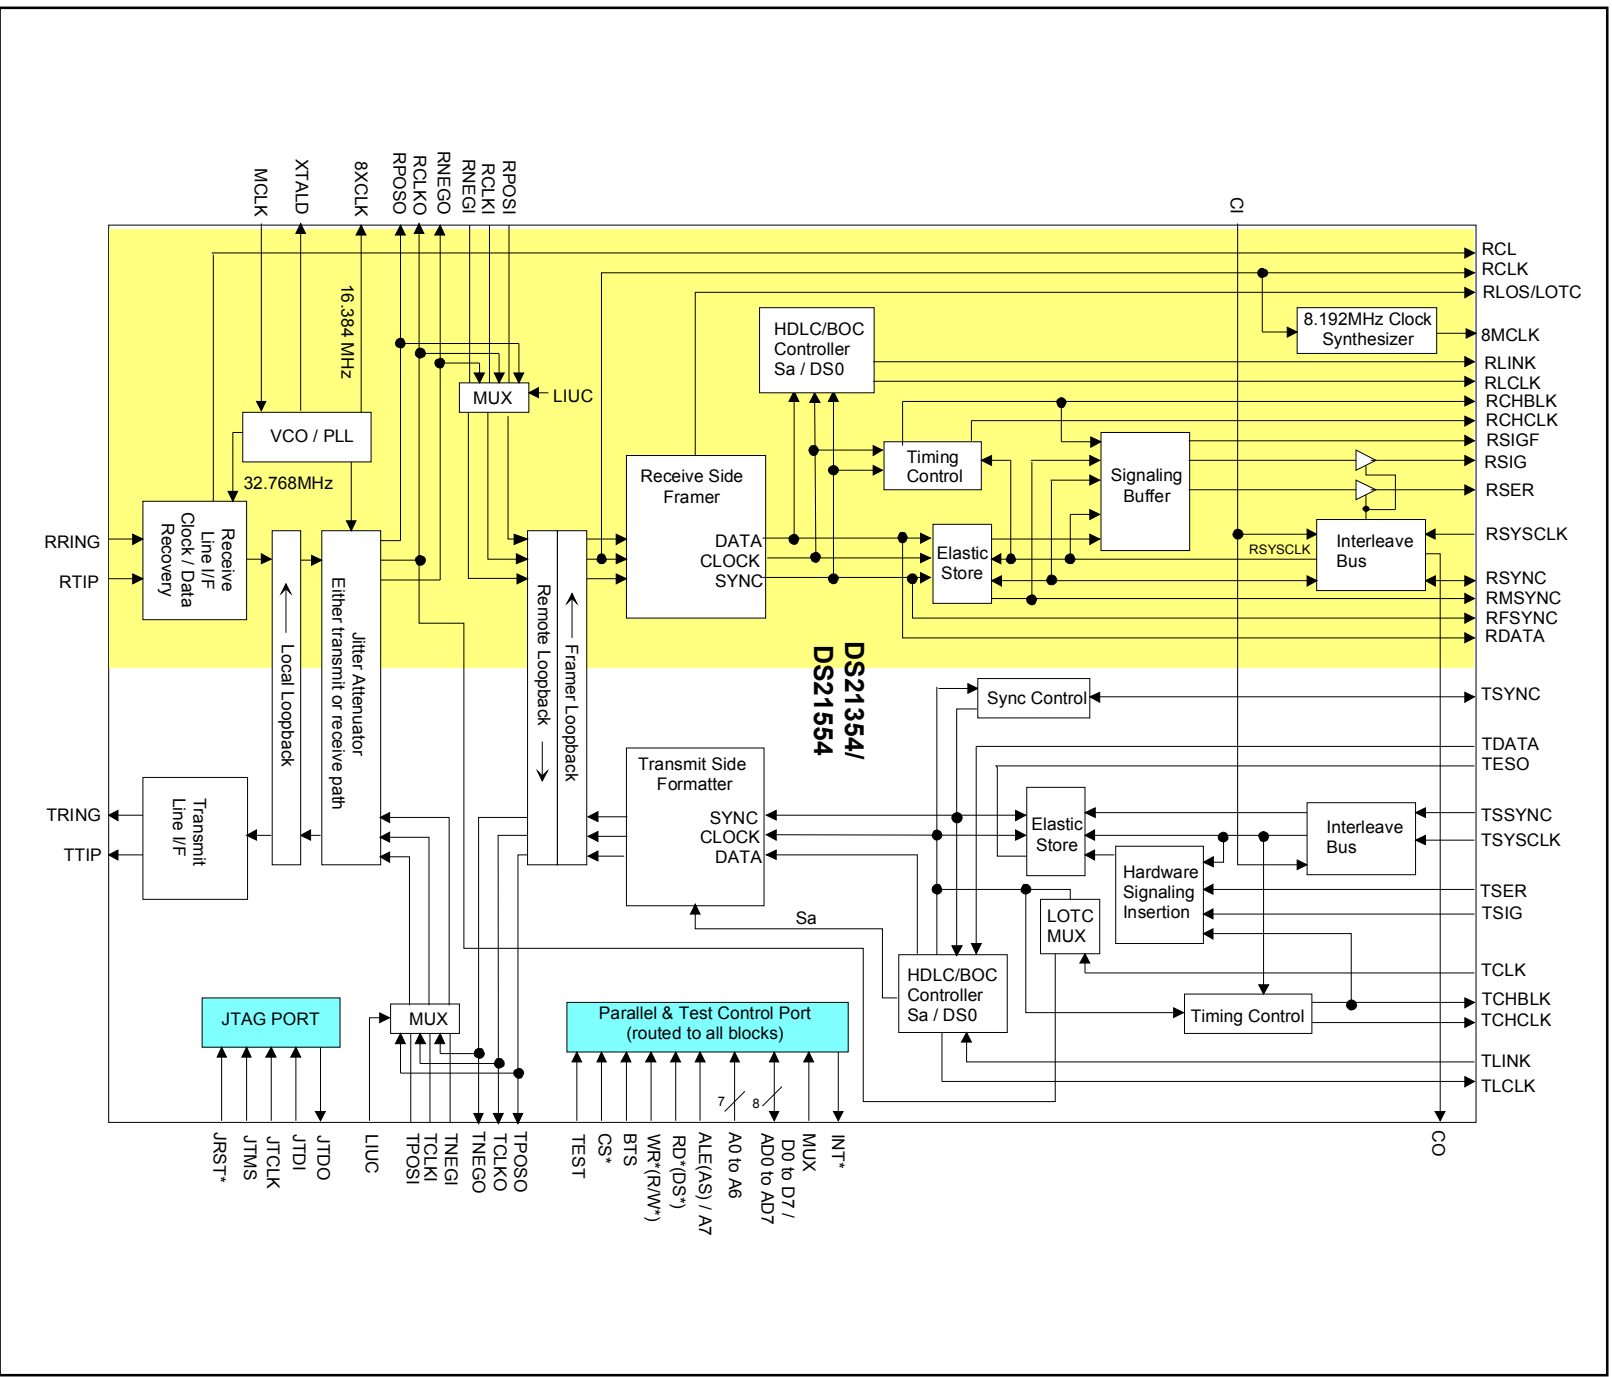 MCLK
XTALD
8XCLK
RPOSO
RCLKO
RNEGO
RNEGI
RCLKI
RPOSI
CI
RCL
RCLK
RLOS/LOTC
8.192MHz Clock
Synthesizer
8MCLK
16.384 MHz
HDLC/BOC
Controller
Sa / DS0
RLINK
RLCLK
RCHBLK
RCHCLK
RSIGF
RSIG
RSER
MUX
LIUC
VCO / PLL
32.768MHz
Receive Side
Framer
DATA
CLOCK
SYNC
Timing
Control
Signaling
Buffer
Elastic
Store
RSYSCLK
Interleave
Bus
RSYSCLK
RSYNC
RMSYNC
RFSYNC
RDATA
RRING
RTIP
Receive
Line I/F
Clock / Data
Recovery
Local Loopback
Jitter Attenuator
Either transmit or receive path
Remote Loopback
Framer Loopback
DS21354/
DS21554
Sync Control
TSYNC
TDATA
TESO
TSSYNC
TSYSCLK
TSER
TSIG
TCLK
TCHBLK
TCHCLK
TLINK
TLCLK
TRING
TTIP
Transmit
Line I/F
Transmit Side
Formatter
SYNC
CLOCK
DATA
Elastic
Store
Interleave
Bus
Hardware
Signaling
Insertion
LOTC
MUX
Sa
HDLC/BOC
Controller
Sa / DS0
Timing Control
JTAG PORT
MUX
Parallel & Test Control Port
(routed to all blocks)
7
8
JRST*
JTMS
JTCLK
JTDI
JTDO
LIUC
TPOSI
TCLKI
TNEGI
TNEGO
TCLKO
TPOSO
TEST
CS*
BTS
WR*(R/W*)
RD*(DS*)
ALE(AS) / A7
A0 to A6
D0 to D7 /
AD0 to AD7
MUX
INT*
CO